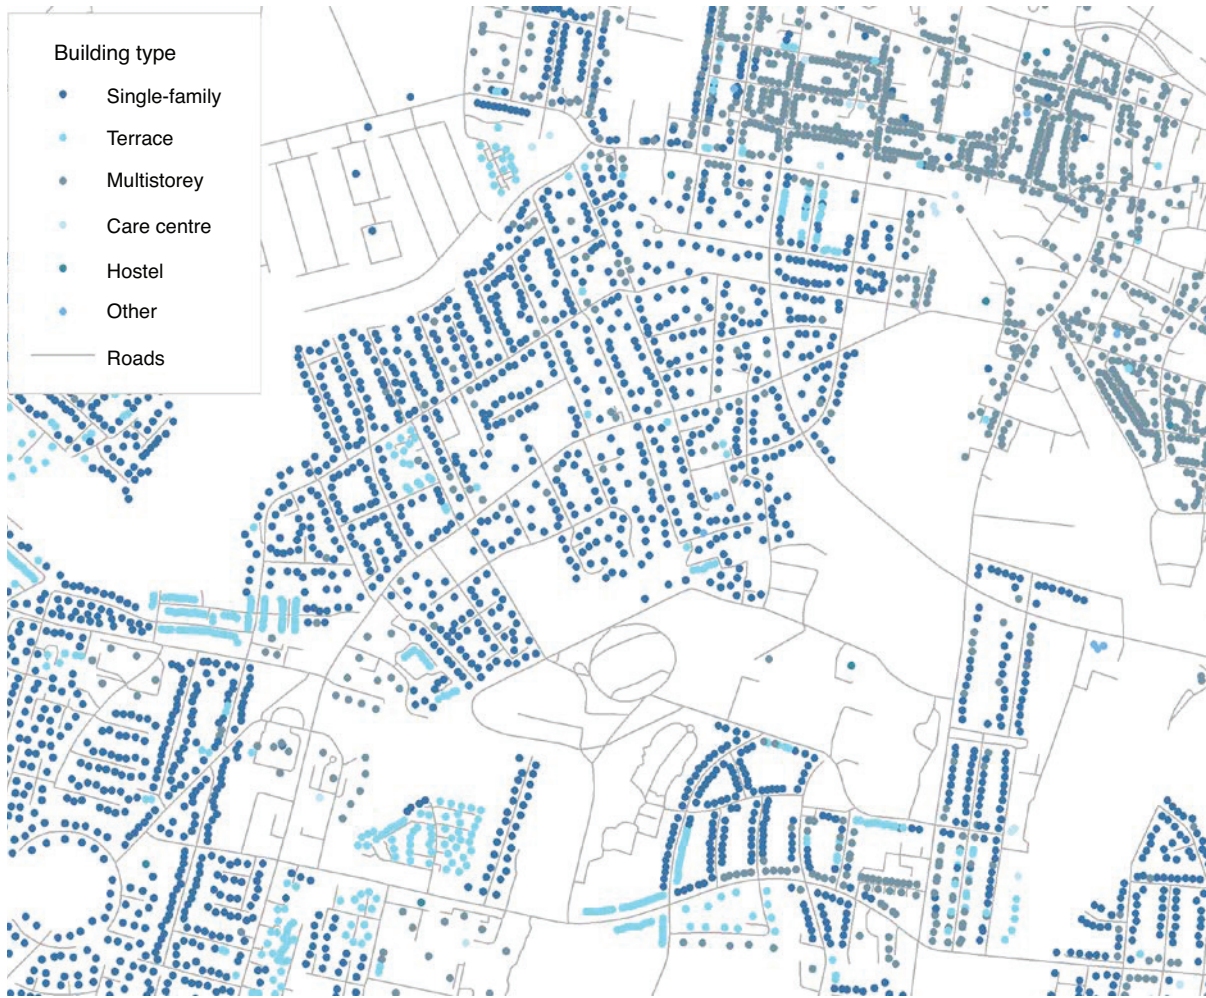 Building type
Single-family
Terrace
Multistorey
Care centre
Hostel
Other
Roads